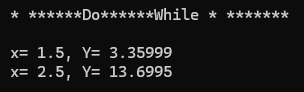 * ******Do******While * *******
x= 1.5, Y= 3.35999
x= 2.5, Y= 13.6995